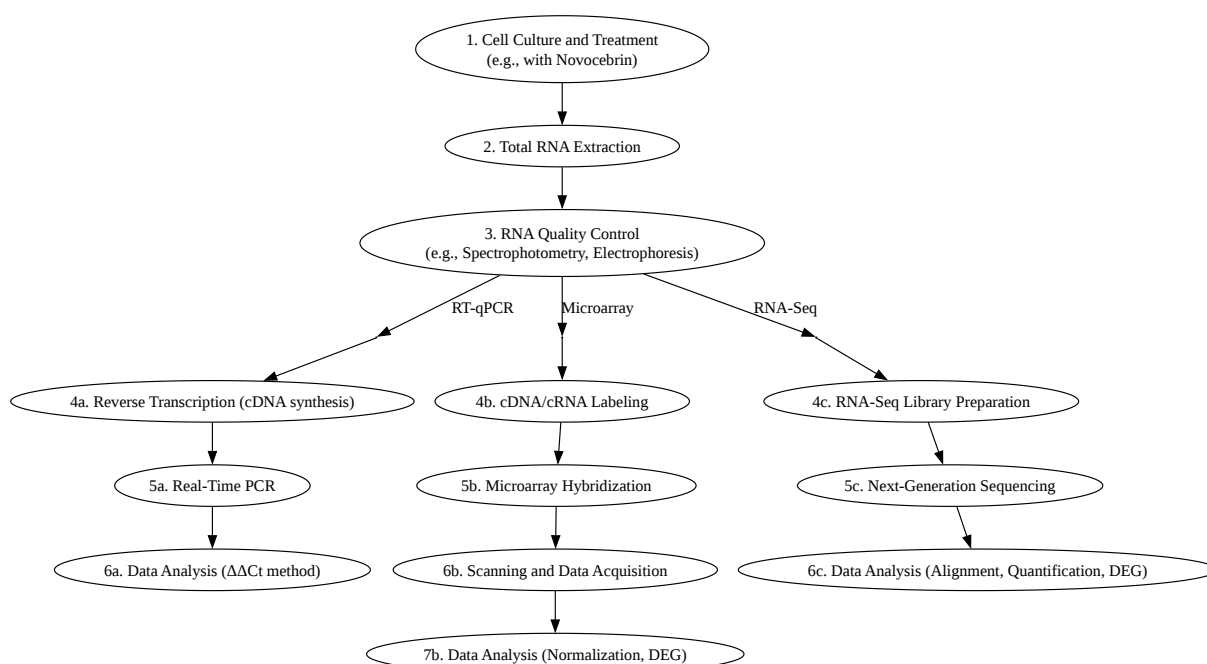 1. Cell Culture and Treatment
(e.g., with Novocebrin)
2. Total RNA Extraction
3. RNA Quality Control
(e.g., Spectrophotometry, Electrophoresis)
RT-qPCR
Microarray
RNA-Seq
4a. Reverse Transcription (cDNA synthesis)
4b. cDNA/cRNA Labeling
4c. RNA-Seq Library Preparation
5a. Real-Time PCR
5b. Microarray Hybridization
5c. Next-Generation Sequencing
6a. Data Analysis (ΔΔCt method)
6b. Scanning and Data Acquisition
6c. Data Analysis (Alignment, Quantification, DEG)
7b. Data Analysis (Normalization, DEG)